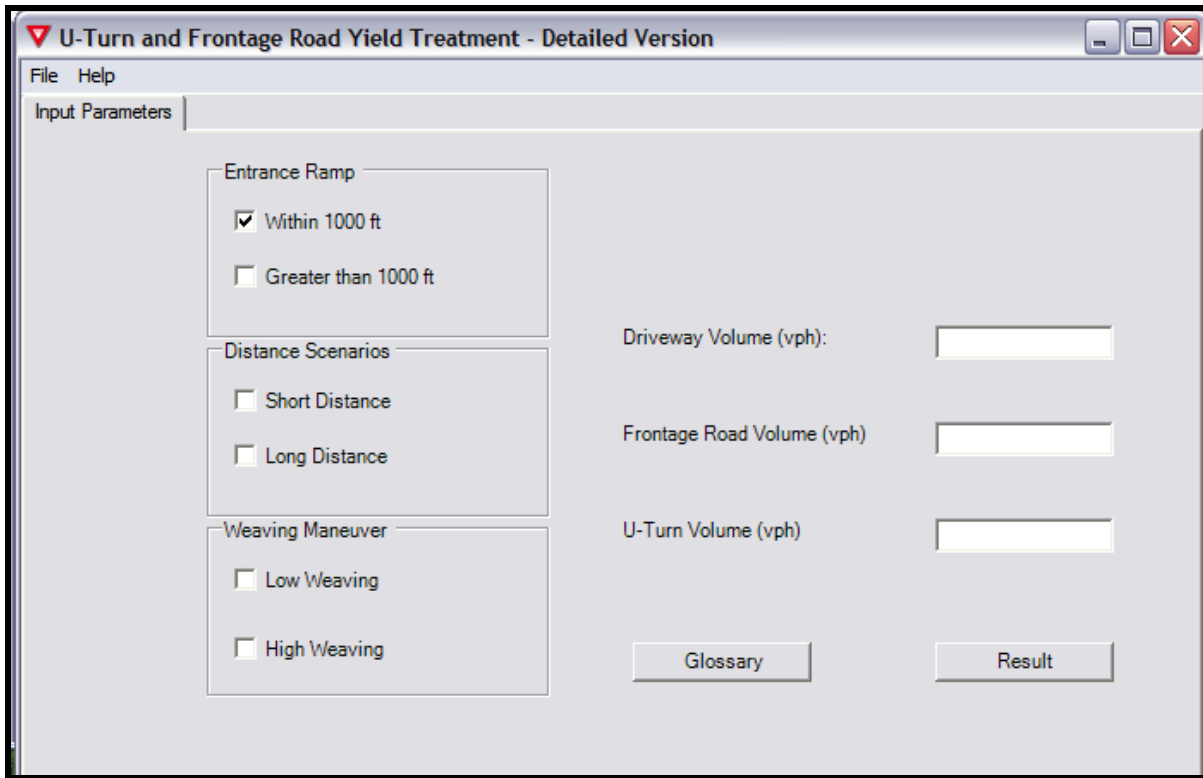 U-Turn and Frontage Road Yield Treatment - Detailed Version
File Help
Input Parameters
Entrance Ramp
Within 1000 ft
Greater than 1000 ft
Distance Scenarios
Short Distance
Long Distance
Weaving Maneuver
Low Weaving
High Weaving
Driveway Volume (vph):
Frontage Road Volume (vph)
U-Turn Volume (vph)
Glossary
Result